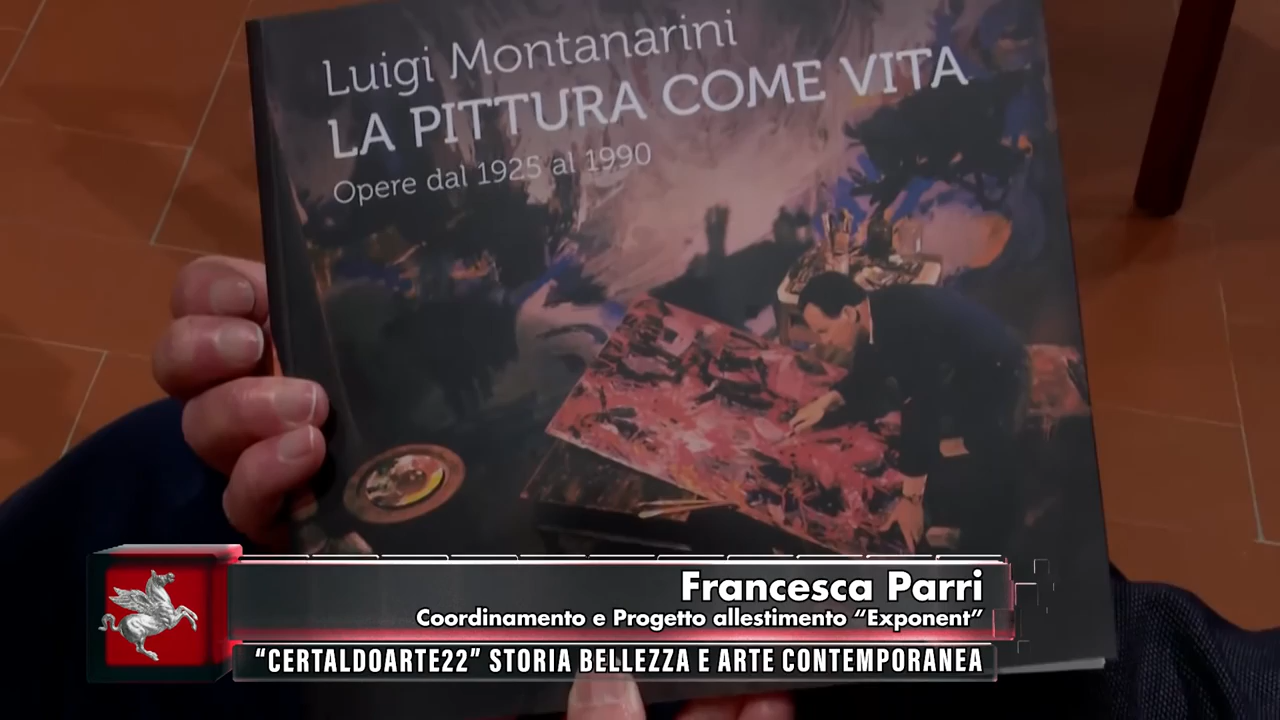 Luigi Montanarini
LA PITTURA COME VITA
Opere dal 1925 al 1990
Francesca Parri
Coordinamento e Progetto allestimento “Exponent”
“CERTALDOARTE22” STORIA BELLEZZA E ARTE CONTEMPORANEA